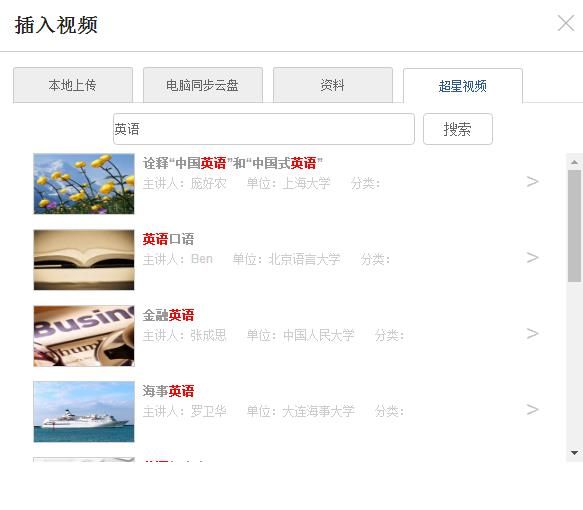 插入视频
本地上传 电脑同步云盘 资料 超星视频
英语 搜索
诠释“中国英语”和“中国式英语”
主讲人：庞好农 单位：上海大学 分类：
英语口语
主讲人：Ben 单位：北京语言大学 分类：
金融英语
主讲人：张成思 单位：中国人民大学 分类：
海事英语
主讲人：罗卫华 单位：大连海事大学 分类：